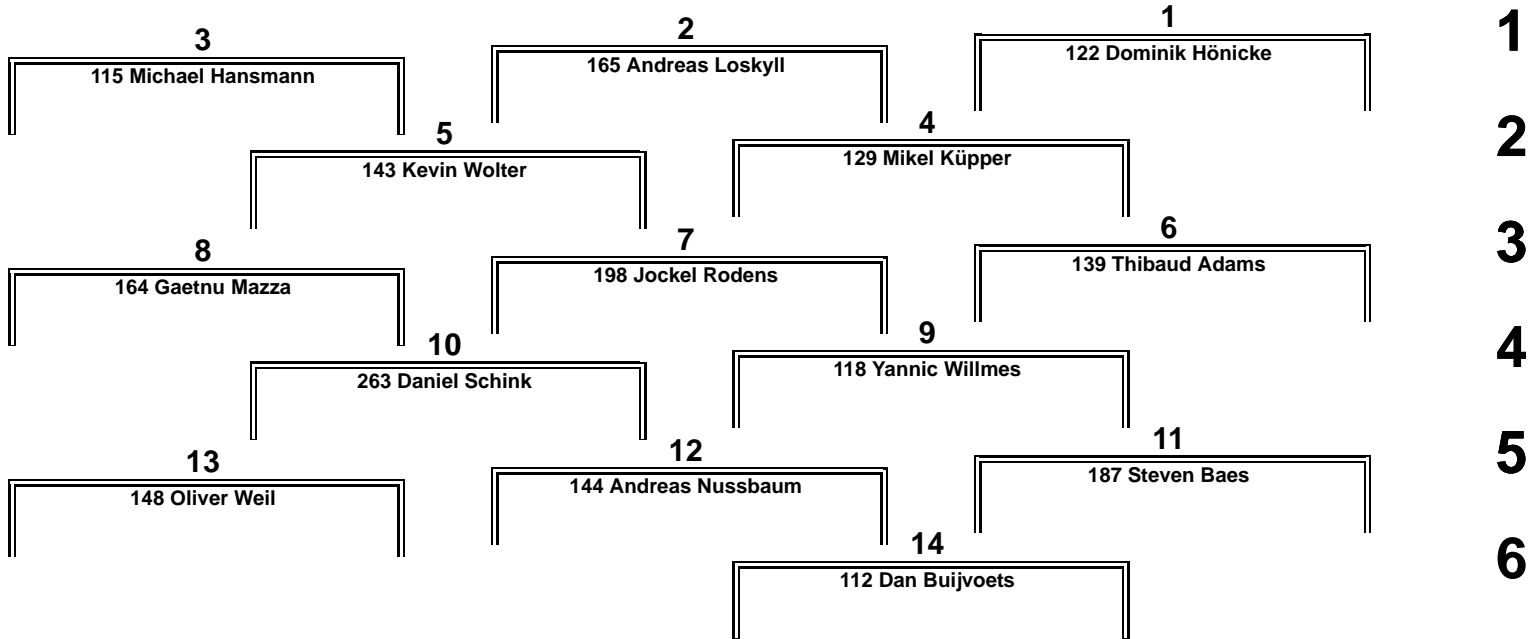 3 2 1 1
115 Michael Hansmann 165 Andreas Loskyll 122 Dominik Hönicke
5 4 2
143 Kevin Wolter 129 Mikel Küpper
8 7 6 3
164 Gaetnu Mazza 198 Jockel Rodens 139 Thibaud Adams
10 9 4
263 Daniel Schink 118 Yannic Willmes
13 12 11 5
148 Oliver Weil 144 Andreas Nussbaum 187 Steven Baes
14 6
112 Dan Buijvoets